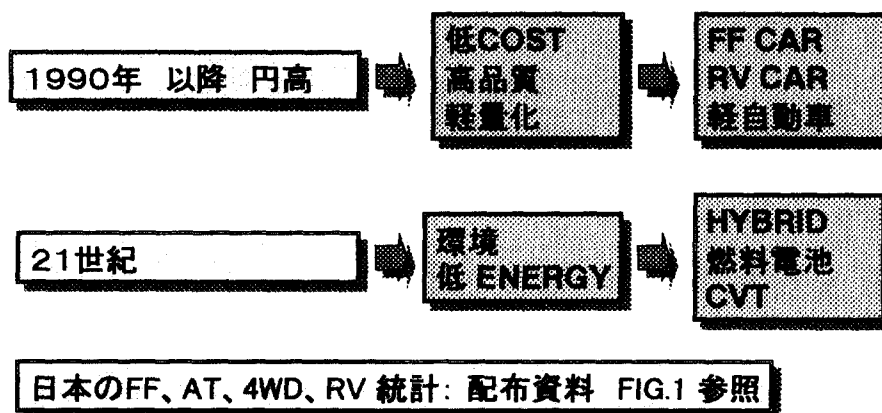 1990年 以降 円高
低COST
高品質
軽量化
FF CAR
RV CAR
軽自動車
21世紀
環境
低 ENERGY
HYBRID
燃料電池
CVT
日本のFF、AT、4WD、RV 統計: 配布資料 FIG.1 参照